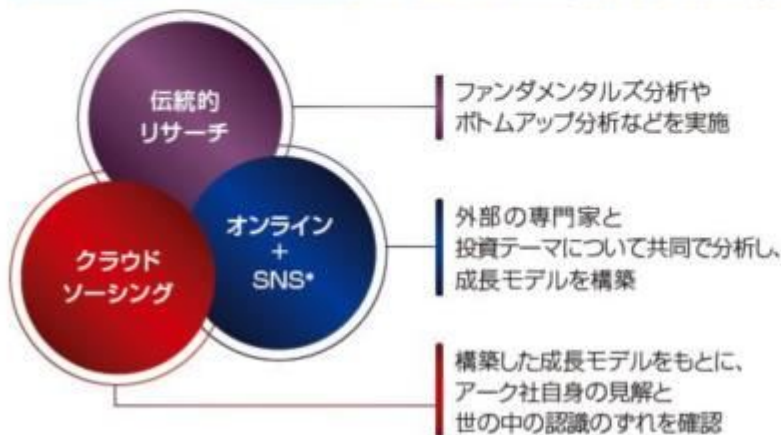 伝統的
リサーチ
ファンダメンタルズ分析や
ボトムアップ分析などを実施
オンライン
+
SNS*
外部の専門家と
投資テーマについて共同で分析し、
成長モデルを構築
クラウド
ソーシング
構築した成長モデルをもとに、
アーク社自身の見解と
世の中の認識のずれを確認